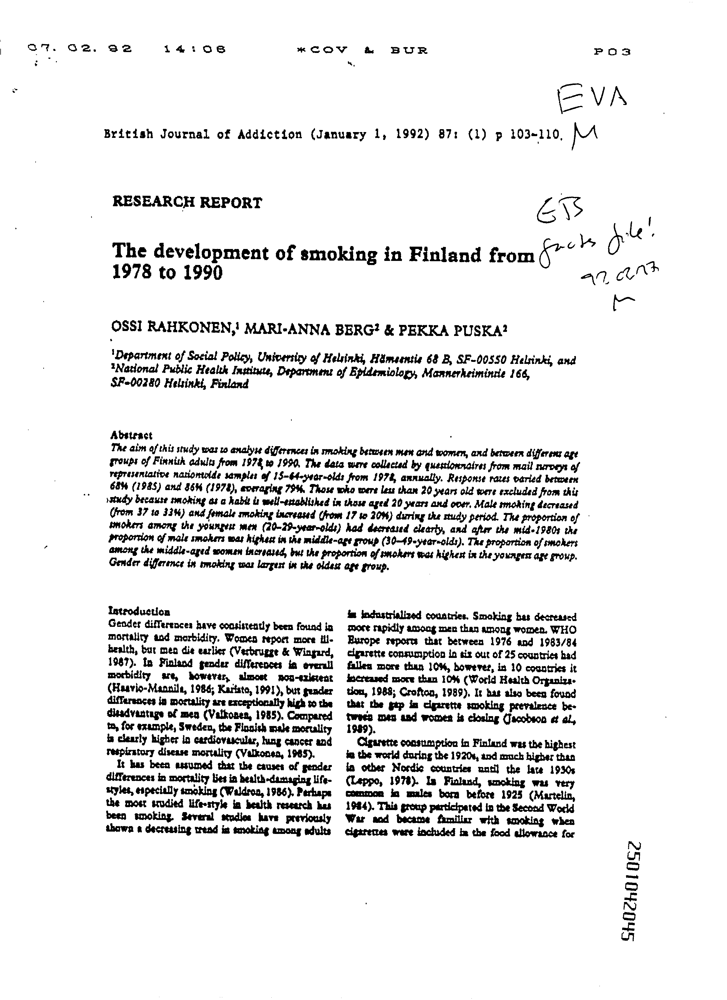 07. 02. 92 14:06 *COV & BUR P03
EVA
British Journal of Addiction (January 1, 1992) 87: (1) p 103-110.
M
RESEARCH REPORT
ETS
facts file!
The development of smoking in Finland from
1978 to 1990
M
OSSI RAHKONEN,¹ MARI-ANNA BERG² & PEKKA PUSKA²
¹Department of Social Policy, University of Helsinki, Hämeentie 68 B, SF-00550 Helsinki, and
²National Public Health Institute, Department of Epidemiology, Mannerheimintie 166,
SF-00280 Helsinki, Finland
Abstract
The aim of this study was to analyse differences in smoking between men and women, and between different age
groups of Finnish adults from 1978 to 1990. The data were collected by questionnaires from mail surveys of
representative nationwide samples of 15-64-year-olds from 1978, annually. Response rates varied between
68% (1985) and 86% (1978), averaging 79%. Those who were less than 20 years old were excluded from this
study because smoking as a habit is well-established in those aged 20 years and over. Male smoking decreased
(from 37 to 33%) and female smoking increased (from 17 to 20%) during the study period. The proportion of
smokers among the youngest men (20-29-year-olds) had decreased clearly, and after the mid-1980s the
proportion of male smokers was highest in the middle-age group (30-49-year-olds). The proportion of smokers
among the middle-aged women increased, but the proportion of smokers was highest in the youngest age group.
Gender difference in smoking was largest in the oldest age group.
Introduction
Gender differences have consistently been found in
mortality and morbidity. Women report more ill-
health, but men die earlier (Verbrugge & Wingard,
1987). In Finland gender differences in overall
morbidity are, however, almost non-existent
(Haavio-Mannila, 1986; Karisto, 1991), but gender
differences in mortality are exceptionally high to the
disadvantage of men (Valkonen, 1985). Compared
to, for example, Sweden, the Finnish male mortality
is clearly higher in cardiovascular, lung cancer and
respiratory disease mortality (Valkonen, 1985).
It has been assumed that the causes of gender
differences in mortality lies in health-damaging life-
styles, especially smoking (Waldron, 1986). Perhaps
the most studied life-style in health research has
been smoking. Several studies have previously
shown a decreasing trend in smoking among adults
in industrialized countries. Smoking has decreased
more rapidly among men than among women. WHO
Europe reports that between 1976 and 1983/84
cigarette consumption in six out of 25 countries had
fallen more than 10%, however, in 10 countries it
increased more than 10% (World Health Organiza-
tion, 1988; Crofton, 1989). It has also been found
that the gap in cigarette smoking prevalence be-
tween men and women is closing (Jacobson et al,
1989).
Cigarette consumption in Finland was the highest
in the world during the 1920s, and much higher than
in other Nordic countries until the late 1930s
(Leppo, 1978). In Finland, smoking was very
common in males born before 1925 (Martelin,
1984). This group participated in the Second World
War and became familiar with smoking when
cigarettes were included in the food allowance for
2501042045